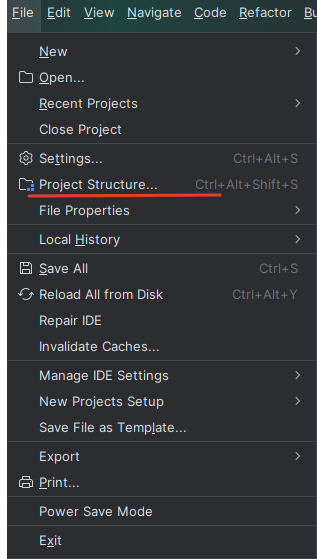 File Edit View Navigate Code Refactor Bu
New
Open...
Recent Projects
Close Project
Settings... Ctrl+Alt+S
Project Structure... Ctrl+Alt+Shift+S
File Properties
Local History
Save All Ctrl+S
Reload All from Disk Ctrl+Alt+Y
Repair IDE
Invalidate Caches...
Manage IDE Settings
New Projects Setup
Save File as Template...
Export
Print...
Power Save Mode
Exit